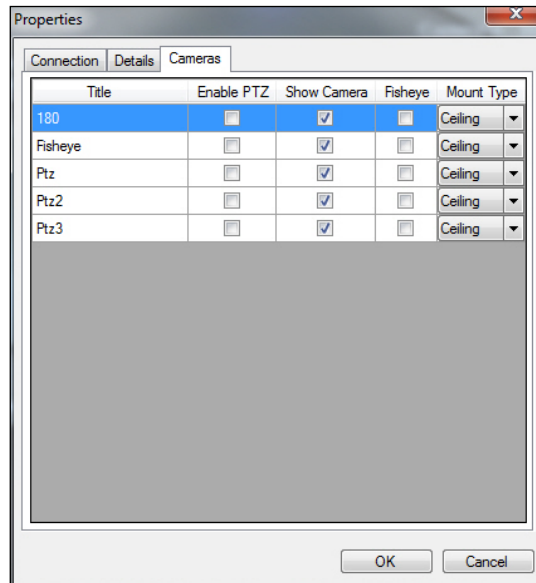 Properties
Connection Details Cameras
Title Enable PTZ Show Camera Fisheye Mount Type
180 Ceiling
Fisheye Ceiling
Ptz Ceiling
Ptz2 Ceiling
Ptz3 Ceiling
OK Cancel